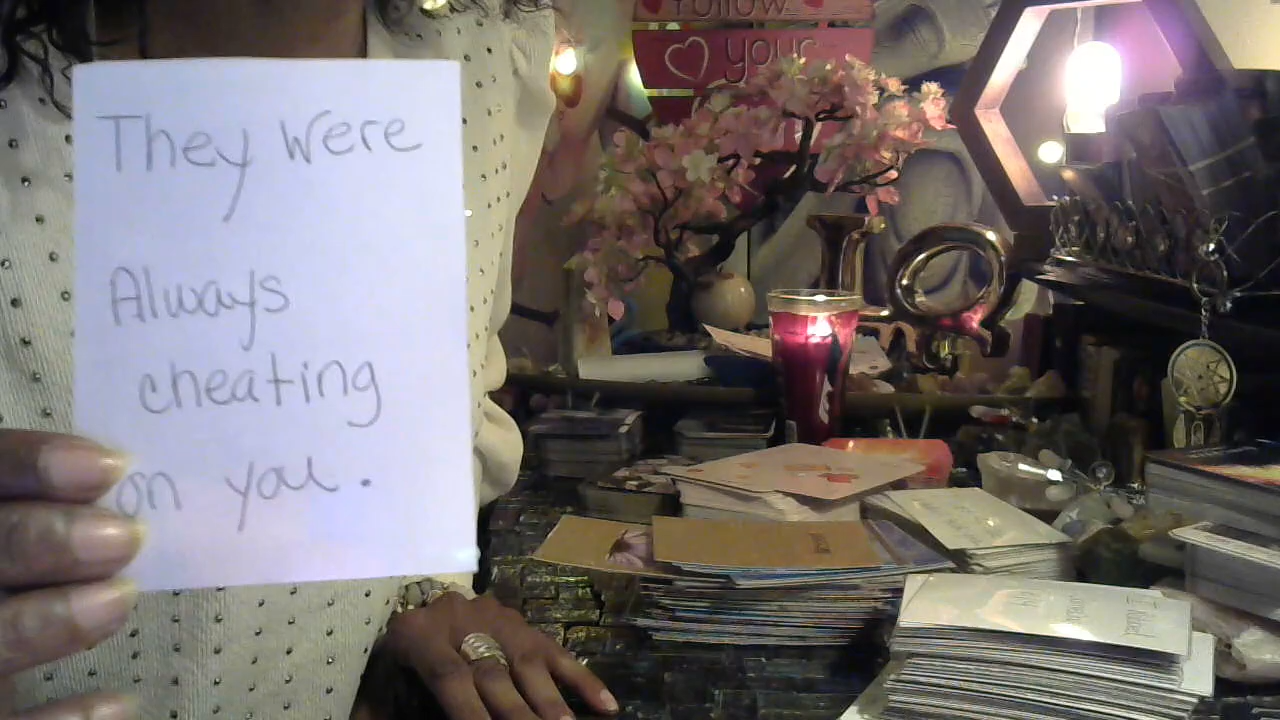 They were
Always
cheating
on you.
follow
your